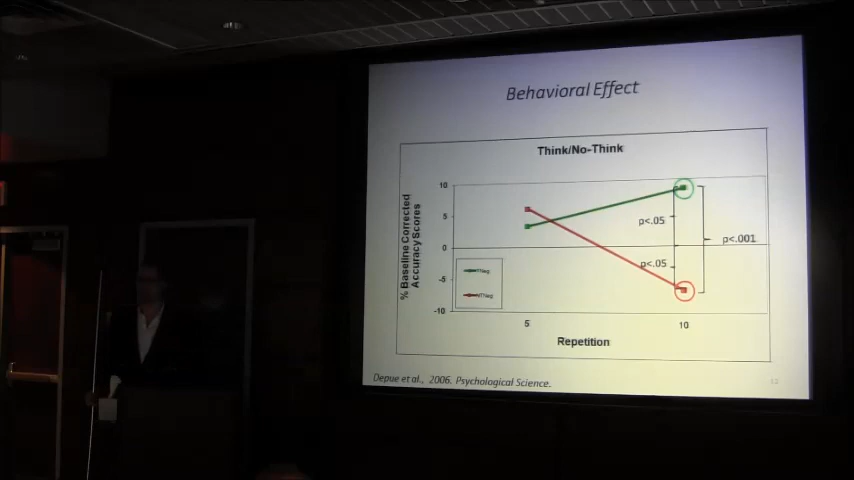 Behavioral Effect
Think/No-Think
% Baseline Corrected
Accuracy Scores
10
5
0
-5
-10
p<.05
p<.05
p<.001
5
10
Repetition
Depue et al., 2006. Psychological Science.
12